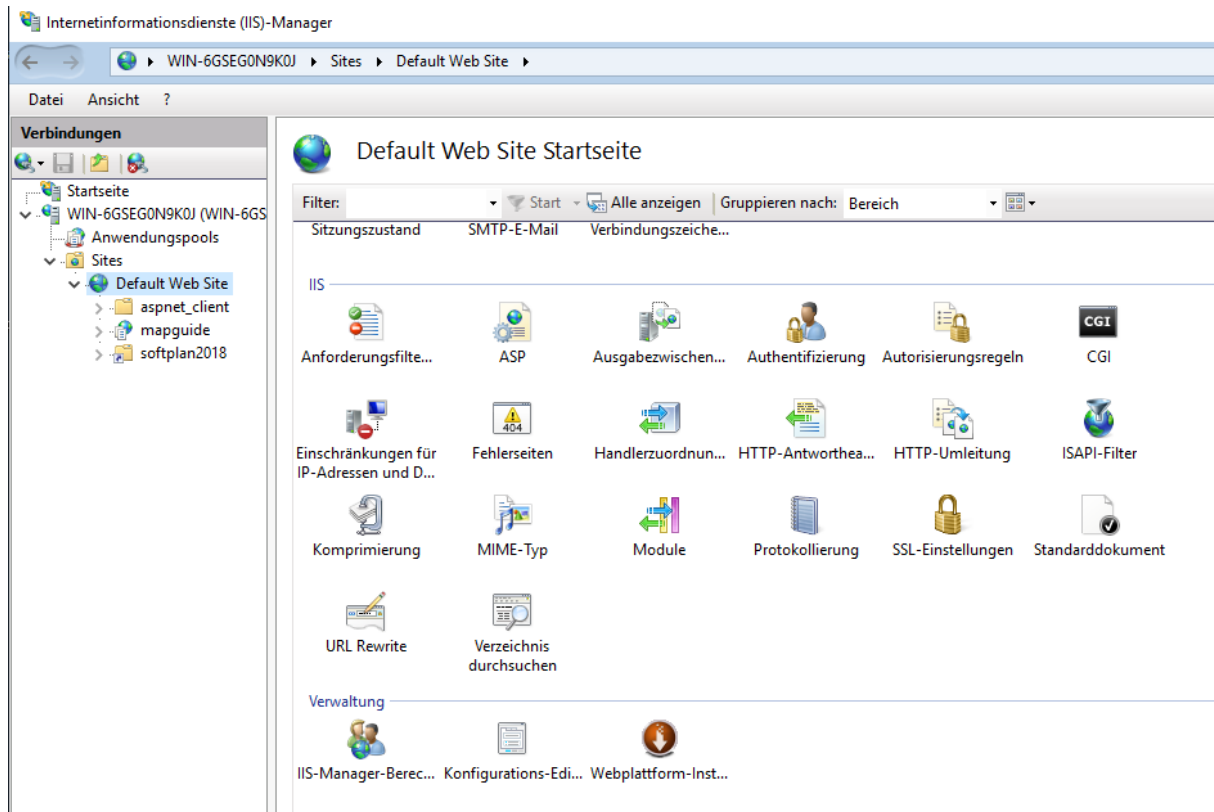 Internetinformationsdienste (IIS)-Manager
WIN-6GSEG0N9K0J Sites Default Web Site
Datei Ansicht ?
Verbindungen
Startseite
WIN-6GSEG0N9K0J (WIN-6GS
Anwendungspools
Sites
Default Web Site
aspnet_client
mapguide
softplan2018
Default Web Site Startseite
Filter: Start Alle anzeigen Gruppieren nach: Bereich
Sitzungszustand SMTP-E-Mail Verbindungszeiche...
IIS
Anforderungsfilte... ASP Ausgabezwischen... Authentifizierung Autorisierungsregeln CGI
CGI
404
Einschränkungen für Fehlerseiten Handlerzuordnun... HTTP-Antworthea... HTTP-Umleitung ISAPI-Filter
IP-Adressen und D...
Komprimierung MIME-Typ Module Protokollierung SSL-Einstellungen Standarddokument
URL Rewrite Verzeichnis
durchsuchen
Verwaltung
IIS-Manager-Berec... Konfigurations-Edi... Webplattform-Inst...